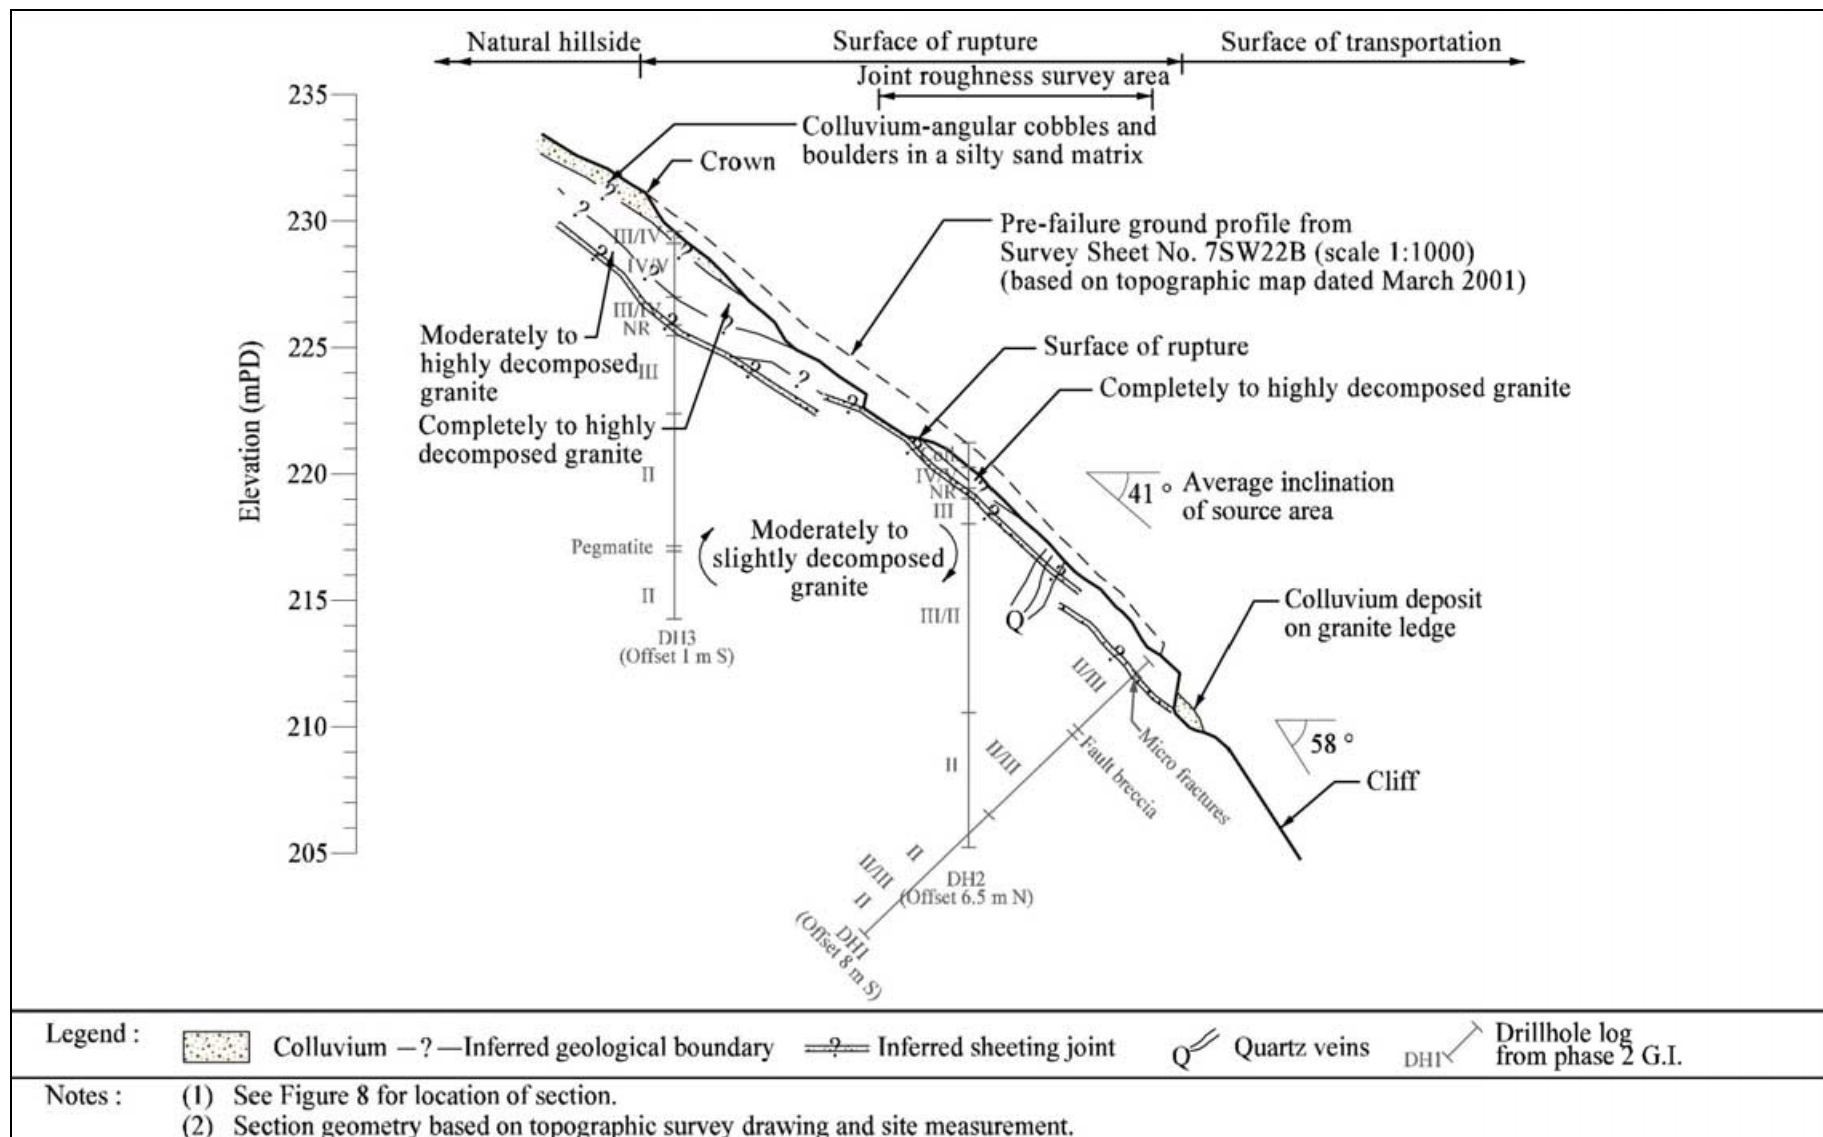 Natural hillside
Surface of rupture
Surface of transportation
Joint roughness survey area
235
Colluvium-angular cobbles and
boulders in a silty sand matrix
Crown
?
?
230
Pre-failure ground profile from
Survey Sheet No. 7SW22B (scale 1:1000)
(based on topographic map dated March 2001)
III/IV
?
?
IV/V
?
III/IV
NR
?
?
Moderately to
highly decomposed
granite
225
Surface of rupture
III
?
?
?
Completely to highly decomposed granite
Completely to highly
decomposed granite
Elevation (mPD)
220
II
?
Coll
IV/V
NR
III
?
?
41 °
Average inclination
of source area
Pegmatite
Moderately to
slightly decomposed
granite
?
215
II
III/II
Q
Colluvium deposit
on granite ledge
DH3
(Offset 1 m S)
?
II/III
210
58 °
Micro fractures
Fault breccia
II/III
II
Cliff
205
II
II/III
II
DH2
(Offset 6.5 m N)
DH1
(Offset 8 m S)
Legend :
Colluvium
–?—Inferred geological boundary
?
Inferred sheeting joint
Q
Quartz veins
DH1
Drillhole log
from phase 2 G.I.
Notes :
(1) See Figure 8 for location of section.
(2) Section geometry based on topographic survey drawing and site measurement.